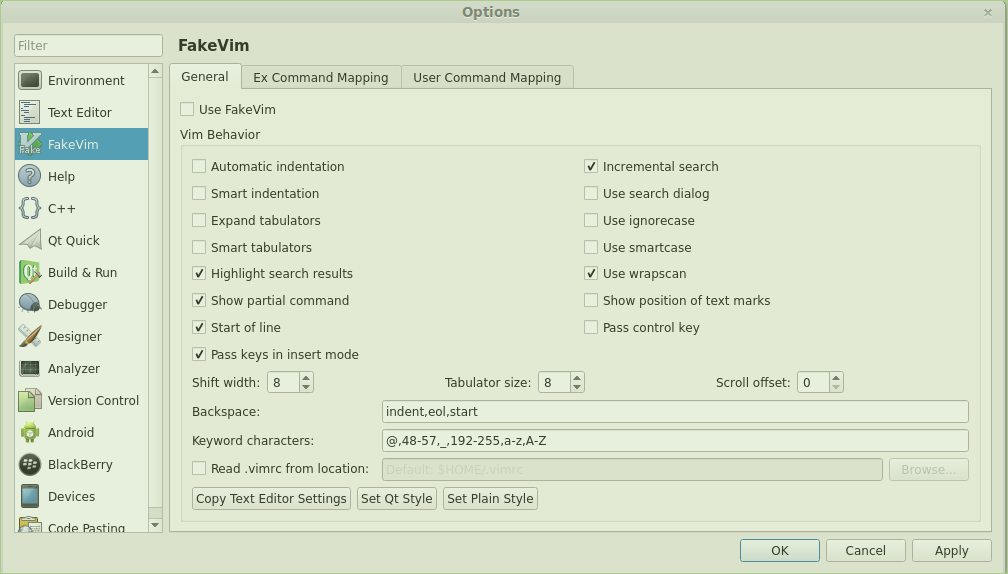 Options
Filter
Environment
Text Editor
FakeVim
Help
C++
Qt Quick
Build & Run
Debugger
Designer
Analyzer
Version Control
Android
BlackBerry
Devices
Code Pasting
FakeVim
General Ex Command Mapping User Command Mapping
Use FakeVim
Vim Behavior
Automatic indentation Incremental search
Smart indentation Use search dialog
Expand tabulators Use ignorecase
Smart tabulators Use smartcase
Highlight search results Use wrapscan
Show partial command Show position of text marks
Start of line Pass control key
Pass keys in insert mode
Shift width: 8 Tabulator size: 8 Scroll offset: 0
Backspace: indent,eol,start
Keyword characters: @,48-57,_,192-255,a-z,A-Z
Read .vimrc from location: Default: $HOME/.vimrc Browse...
Copy Text Editor Settings Set Qt Style Set Plain Style
OK Cancel Apply